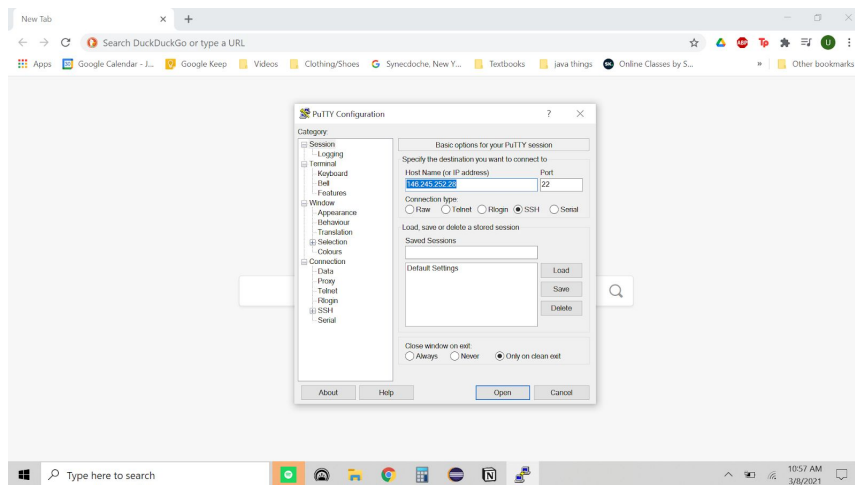 New Tab
Search DuckDuckGo or type a URL
ABP
Tp
U
Apps
Google Calendar - J...
Google Keep
Videos
Clothing/Shoes
G Synecdoche, New Y...
Textbooks
java things
SK.
Online Classes by S...
»
Other bookmarks
PuTTY Configuration
?
Category:
Session
Logging
Terminal
Keyboard
Bell
Features
Window
Appearance
Behaviour
Translation
Selection
Colours
Connection
Data
Proxy
Telnet
Rlogin
SSH
Serial
Basic options for your PuTTY session
Specify the destination you want to connect to
Host Name (or IP address) Port
146.245.252.28 22
Connection type:
Raw Telnet Rlogin SSH Serial
Load, save or delete a stored session
Saved Sessions
Default Settings
Load
Save
Delete
Close window on exit:
Always Never Only on clean exit
About Help Open Cancel
Type here to search
10:57 AM
3/8/2021